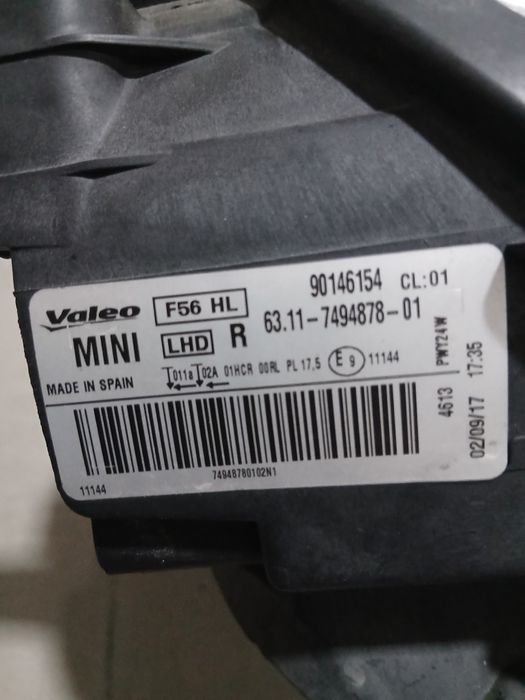 Valeo F56 HL 90146154 CL:01
MINI LHD R 63.11-7494878-01
MADE IN SPAIN 011a 02A 01HCR 00RL PL 17,5 E9 11144
4613 PWY24W
02/09/17 17:35
74948780102N1
11144